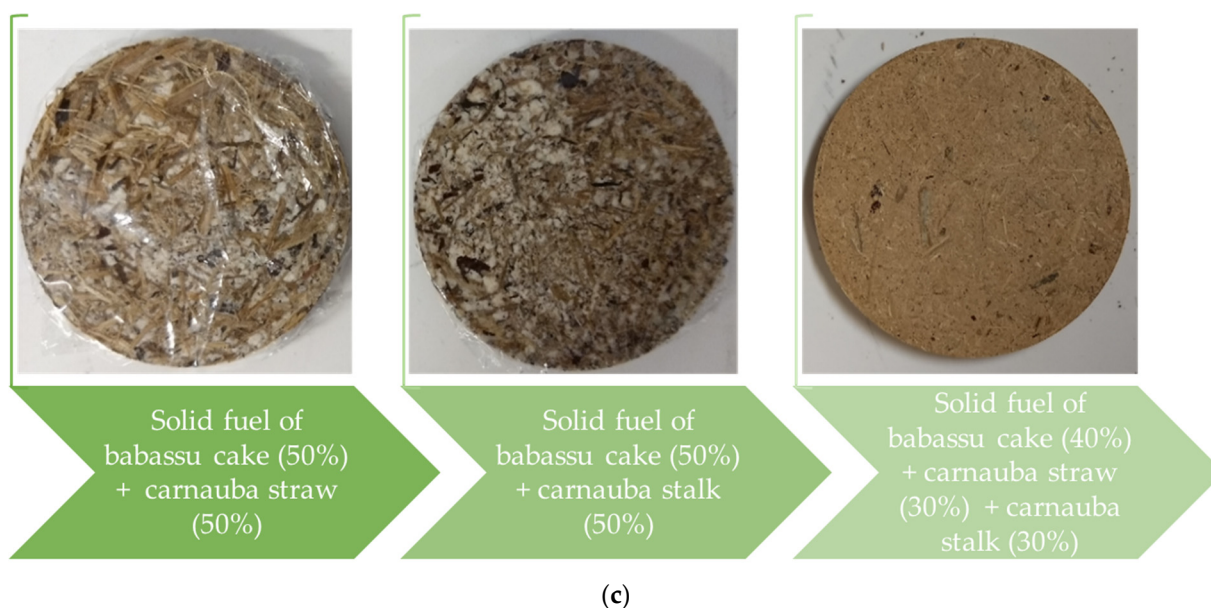 Solid fuel of
babassu cake (50%)
+ carnauba straw
(50%)
Solid fuel of
babassu cake (50%)
+ carnauba stalk
(50%)
Solid fuel of
babassu cake (40%)
+ carnauba straw
(30%) + carnauba
stalk (30%)
(c)